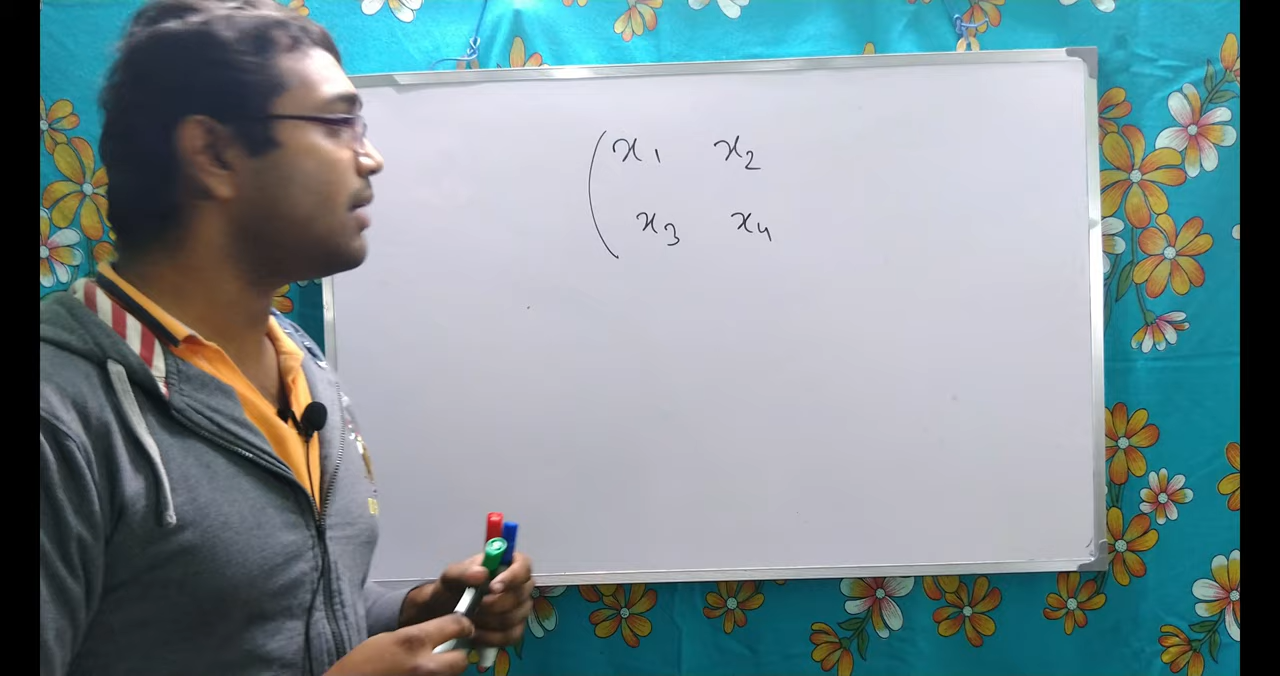 ( x₁ x₂
x₃ x₄